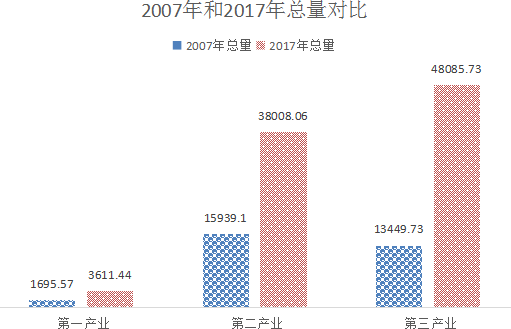 2007年和2017年总量对比
2007年总量 2017年总量
48085.73
38008.06
15939.1
13449.73
1695.57
3611.44
第一产业 第二产业 第三产业